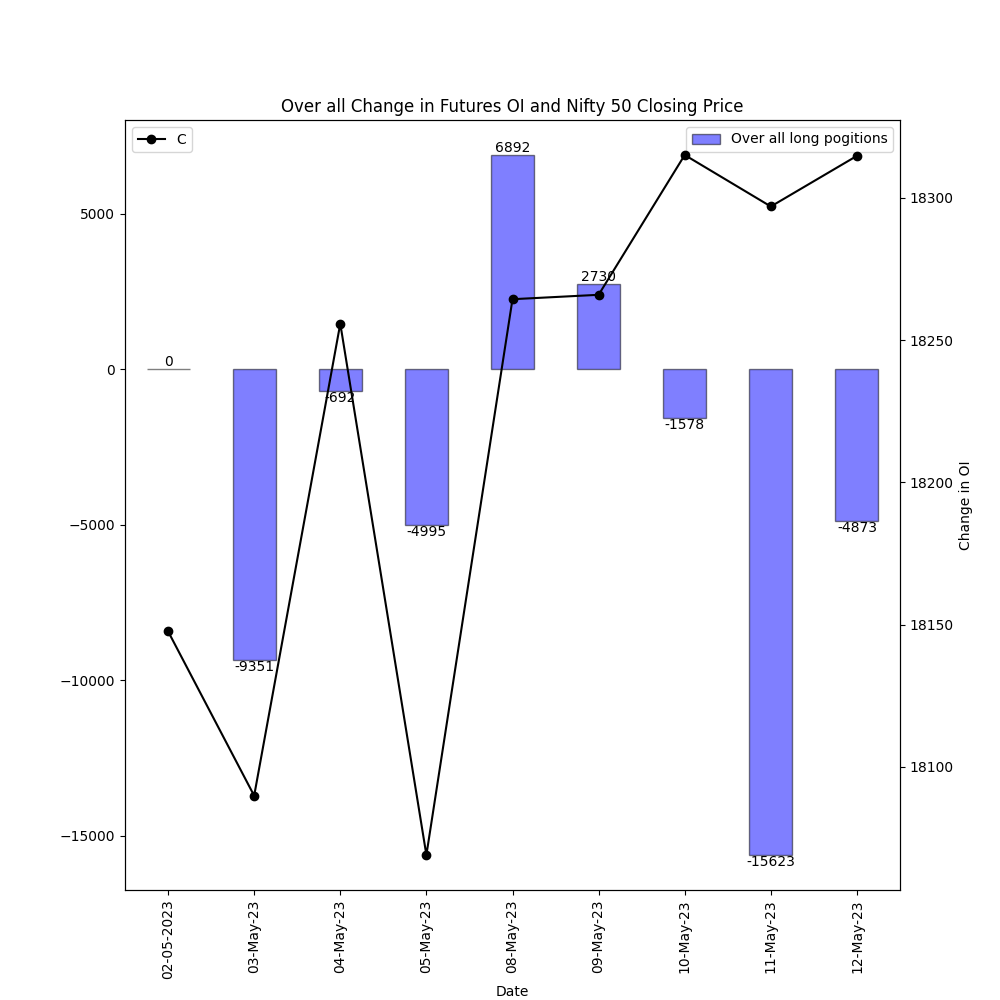 Over all Change in Futures OI and Nifty 50 Closing Price
C
Over all long pogitions
5000
0
−5000
−10000
−15000
18300
18250
18200
18150
18100
Change in OI
0
-9351
-692
-4995
6892
2730
-1578
-15623
-4873
02-05-2023
03-May-23
04-May-23
05-May-23
08-May-23
09-May-23
10-May-23
11-May-23
12-May-23
Date